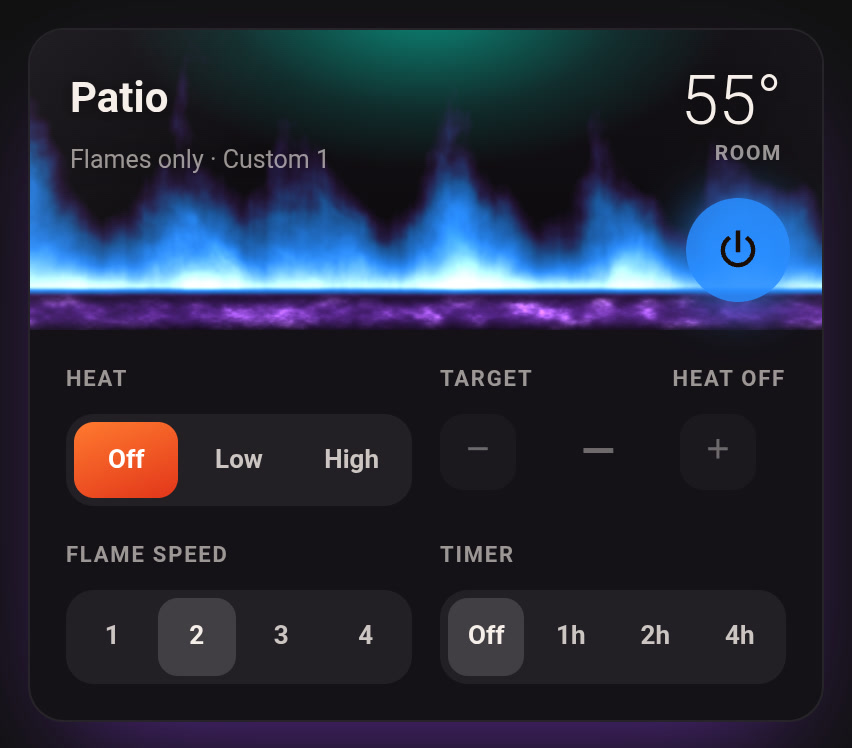 Patio
55°
Flames only · Custom 1
ROOM
HEAT
TARGET
HEAT OFF
Off Low High
− — +
FLAME SPEED
TIMER
1 2 3 4
Off 1h 2h 4h